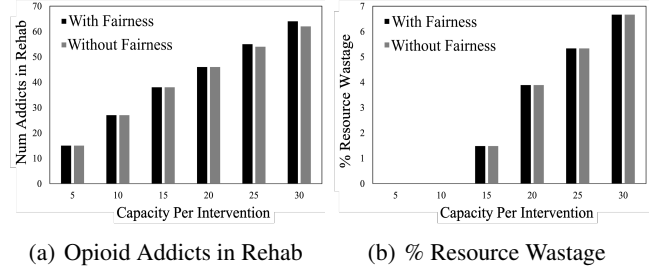 70
60
50
40
30
20
10
0
Num Addicts in Rehab
With Fairness
Without Fairness
5 10 15 20 25 30
Capacity Per Intervention
(a) Opioid Addicts in Rehab
7
6
5
4
3
2
1
0
% Resource Wastage
With Fairness
Without Fairness
5 10 15 20 25 30
Capacity Per Intervention
(b) % Resource Wastage